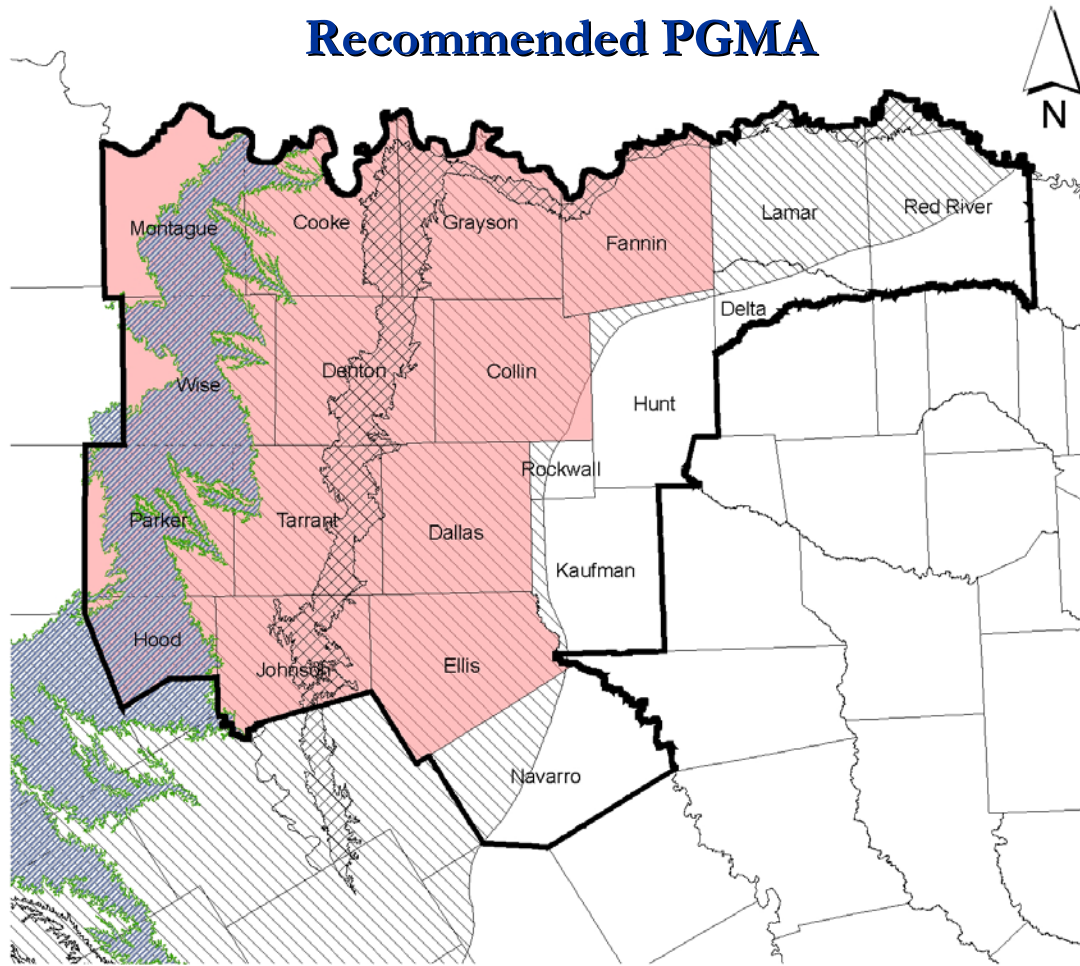 Recommended PGMA
N
Montague
Cooke
Grayson
Fannin
Lamar
Red River
Delta
Wise
Denton
Collin
Hunt
Rockwall
Parker
Tarrant
Dallas
Kaufman
Hood
Johnson
Ellis
Navarro